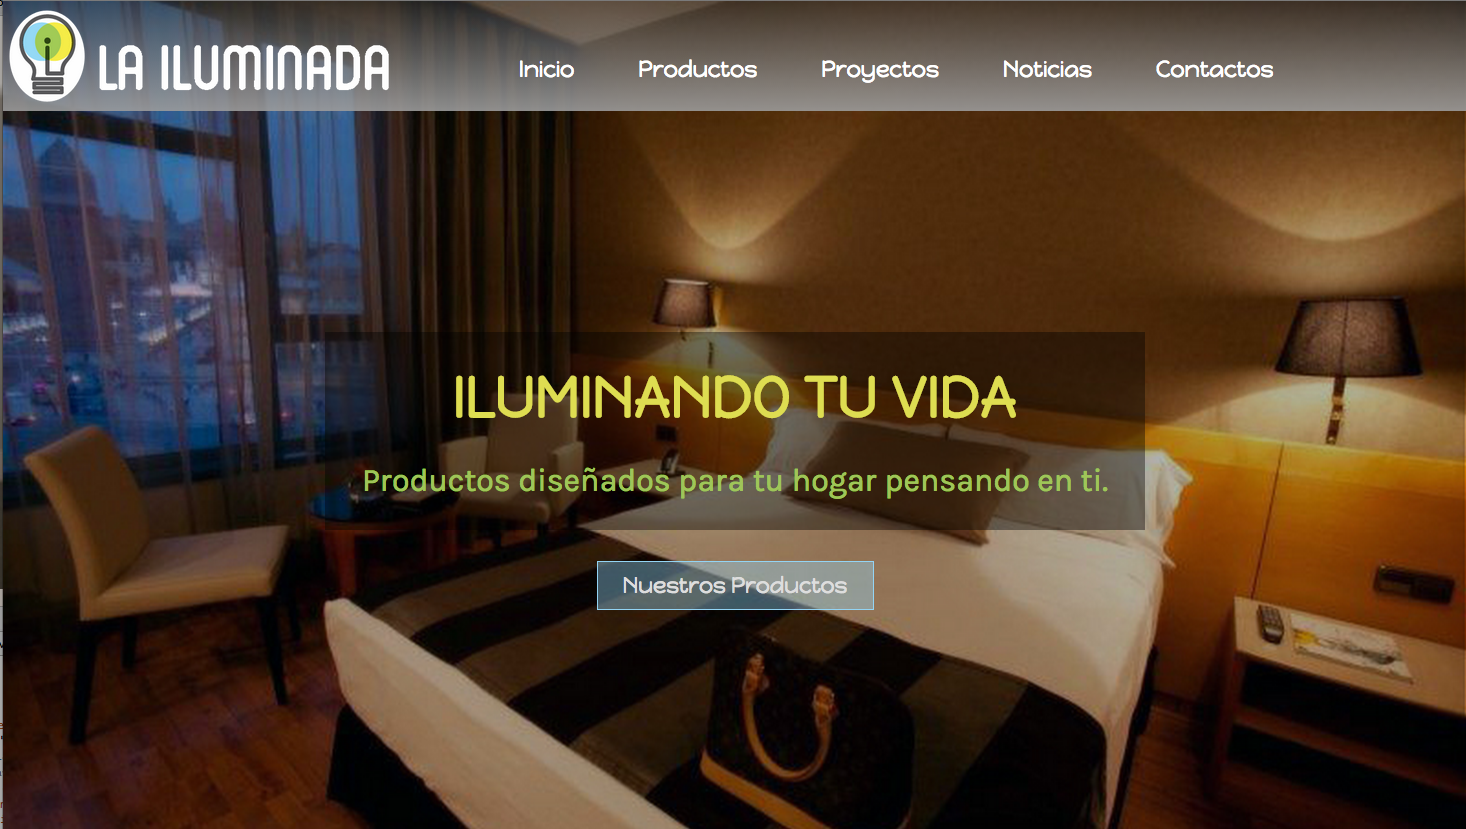 LA ILUMINADA
Inicio
Productos
Proyectos
Noticias
Contactos
ILUMINANDO TU VIDA
Productos diseñados para tu hogar pensando en ti.
Nuestros Productos